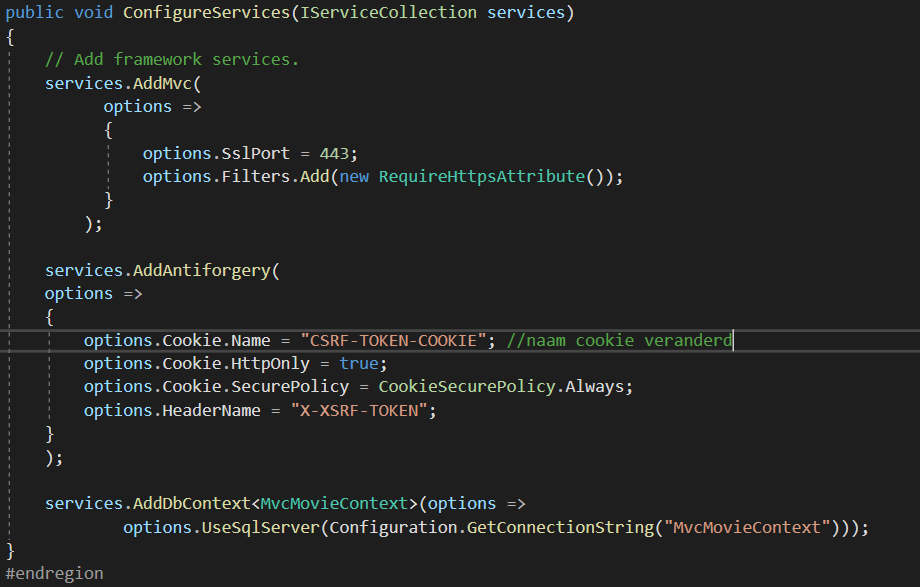 public void ConfigureServices(IServiceCollection services)
{
// Add framework services.
services.AddMvc(
options =>
{
options.SslPort = 443;
options.Filters.Add(new RequireHttpsAttribute());
}
);
services.AddAntiforgery(
options =>
{
options.Cookie.Name = "CSRF-TOKEN-COOKIE"; //naam cookie veranderd
options.Cookie.HttpOnly = true;
options.Cookie.SecurePolicy = CookieSecurePolicy.Always;
options.HeaderName = "X-XSRF-TOKEN";
}
);
services.AddDbContext<MvcMovieContext>(options =>
options.UseSqlServer(Configuration.GetConnectionString("MvcMovieContext")));
}
#endregion